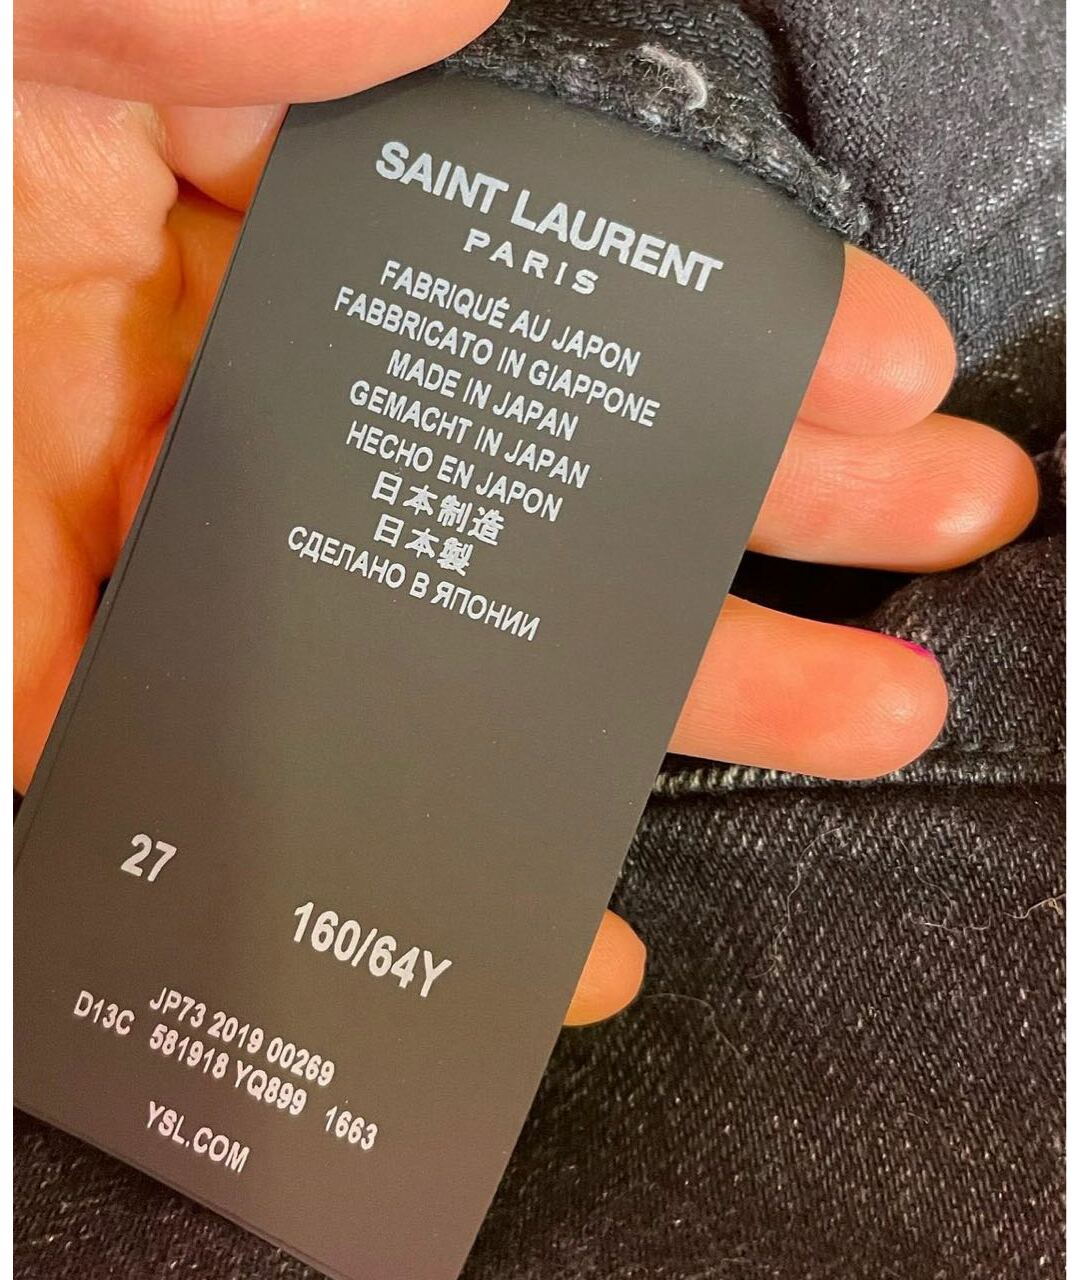 SAINT LAURENT
PARIS
FABRIQUÉ AU JAPON
FABBRICATO IN GIAPPONE
MADE IN JAPAN
GEMACHT IN JAPAN
HECHO EN JAPON
日本制造
日本製
СДЕЛАНО В ЯПОНИИ
27
160/64Y
JP73 2019 00269
D13C 581918 YQ899 1663
YSL.COM